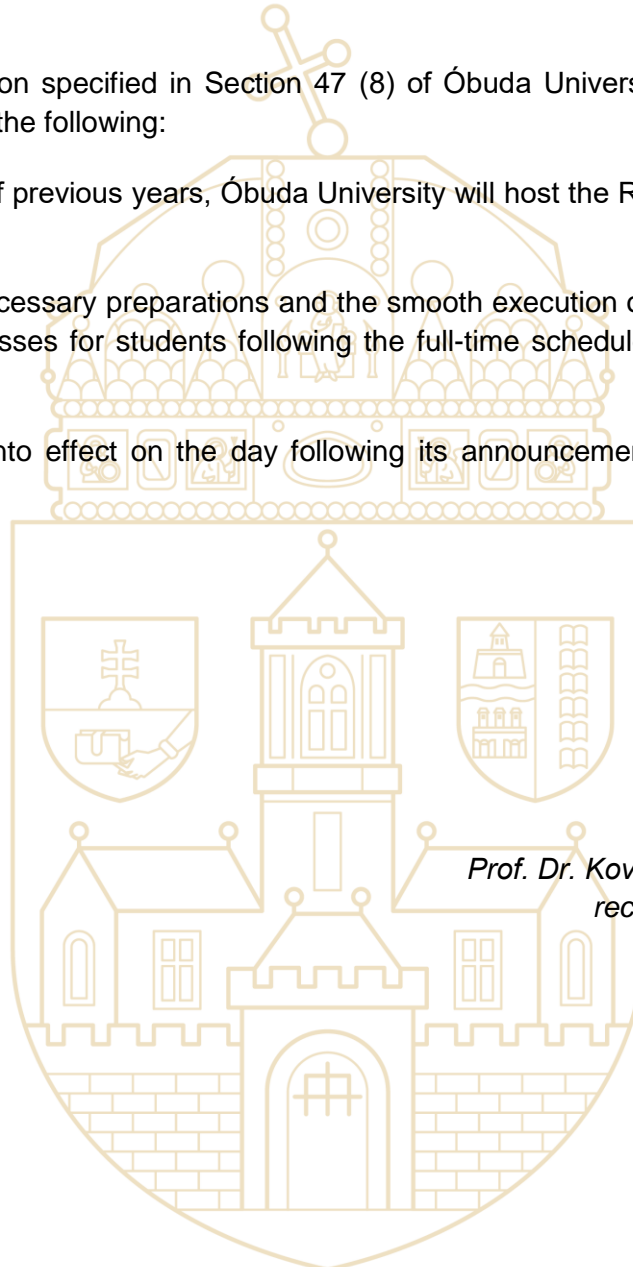 on specified in Section 47 (8) of Óbuda Univers
the following:
f previous years, Óbuda University will host the R
cessary preparations and the smooth execution o
sses for students following the full-time schedul
nto effect on the day following its announcemer
Prof. Dr. Kov
rec